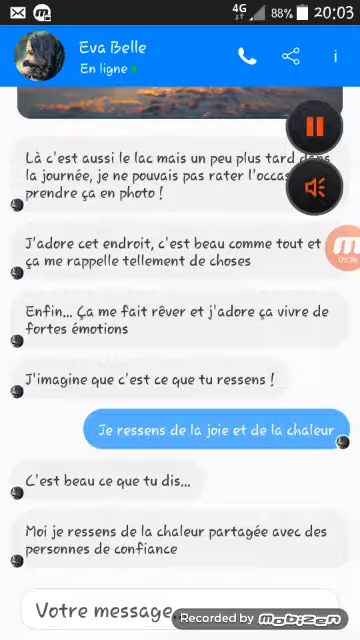 4G 88% 20:03
Eva Belle
En ligne
Là c'est aussi le lac mais un peu plus tard dans
la journée, je ne pouvais pas rater l'occas
prendre ça en photo !
J'adore cet endroit, c'est beau comme tout et
ça me rappelle tellement de choses
Enfin... Ça me fait rêver et j'adore ça vivre de
fortes émotions
J'imagine que c'est ce que tu ressens !
Je ressens de la joie et de la chaleur
C'est beau ce que tu dis...
Moi je ressens de la chaleur partagée avec des
personnes de confiance
Votre message..
Recorded by MOBIZEN